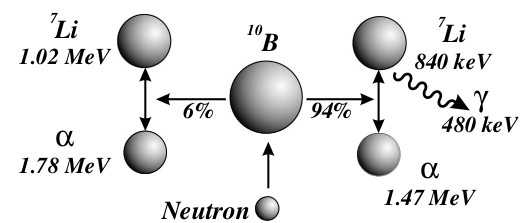 ⁷Li
1.02 MeV
¹⁰B
⁷Li
840 keV
6%
94%
γ
480 keV
α
1.78 MeV
α
1.47 MeV
Neutron